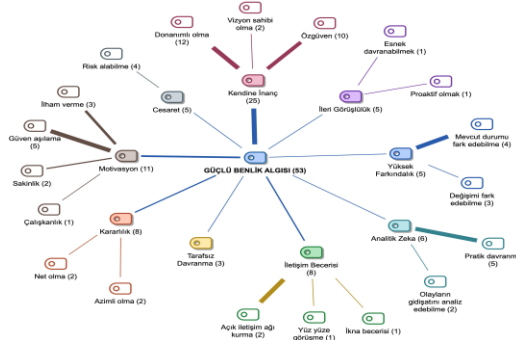 Vizyon sahibi
olma (2)
Donanımlı olma
(12)
Özgüven (10)
Esnek
davranabilmek (1)
Risk alabilme (4)
Kendine İnanç
(25)
Cesaret (5)
İleri Görüşlülük (5)
Proaktif olmak (1)
İlham verme (3)
Güven aşılama
(5)
Motivasyon (11)
Sakinlik (2)
Çalışkanlık (1)
GÜÇLÜ BENLİK ALGISI (53)
Yüksek
Farkındalık (5)
Mevcut durumu
fark edebilme (4)
Değişimi fark
edebilme (3)
Kararlılık (8)
Net olma (2)
Azimli olma (2)
Tarafsız
Davranma (3)
İletişim Becerisi
(8)
Analitik Zeka (6)
Pratik davranm
(5)
Olayların
gidişatını analiz
edebilme (2)
Açık iletişim ağı
kurma (2)
Yüz yüze
görüşme (1)
İkna becerisi (1)